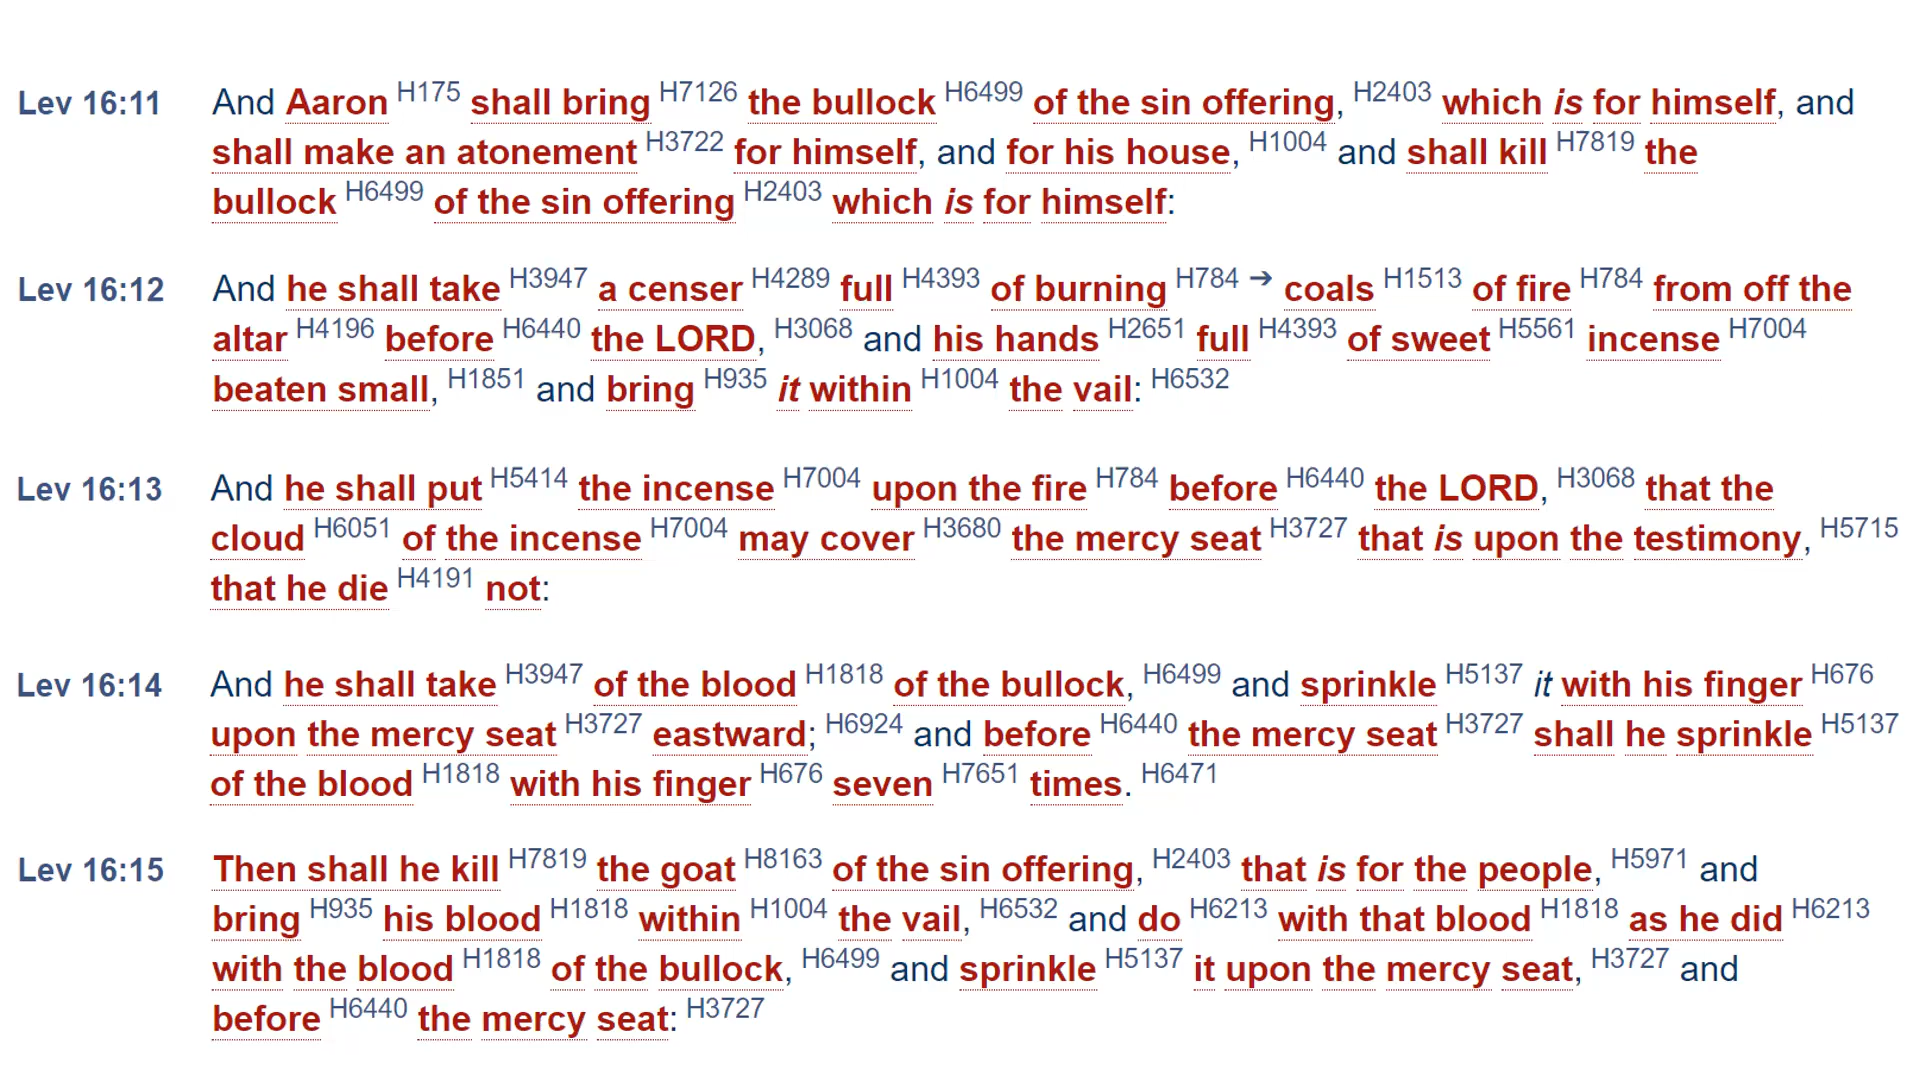 Lev 16:11 And Aaron H175 shall bring H7126 the bullock H6499 of the sin offering, H2403 which is for himself, and
shall make an atonement H3722 for himself, and for his house, H1004 and shall kill H7819 the
bullock H6499 of the sin offering H2403 which is for himself:
Lev 16:12 And he shall take H3947 a censer H4289 full H4393 of burning H784 → coals H1513 of fire H784 from off the
altar H4196 before H6440 the LORD, H3068 and his hands H2651 full H4393 of sweet H5561 incense H7004
beaten small, H1851 and bring H935 it within H1004 the vail: H6532
Lev 16:13 And he shall put H5414 the incense H7004 upon the fire H784 before H6440 the LORD, H3068 that the
cloud H6051 of the incense H7004 may cover H3680 the mercy seat H3727 that is upon the testimony, H5715
that he die H4191 not:
Lev 16:14 And he shall take H3947 of the blood H1818 of the bullock, H6499 and sprinkle H5137 it with his finger H676
upon the mercy seat H3727 eastward; H6924 and before H6440 the mercy seat H3727 shall he sprinkle H5137
of the blood H1818 with his finger H676 seven H7651 times. H6471
Lev 16:15 Then shall he kill H7819 the goat H8163 of the sin offering, H2403 that is for the people, H5971 and
bring H935 his blood H1818 within H1004 the vail, H6532 and do H6213 with that blood H1818 as he did H6213
with the blood H1818 of the bullock, H6499 and sprinkle H5137 it upon the mercy seat, H3727 and
before H6440 the mercy seat: H3727